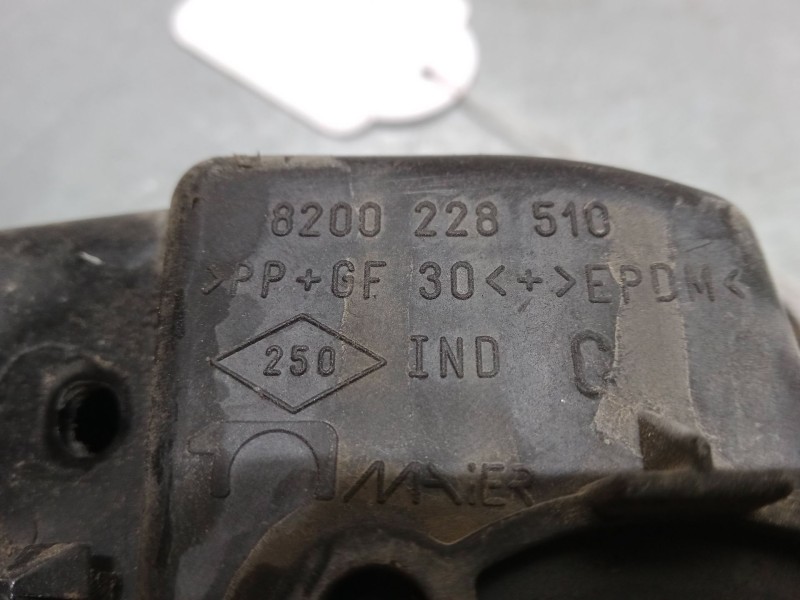 8200 228 510
>PP+GF 30<+>EPDM<
250 IND C
MAiER